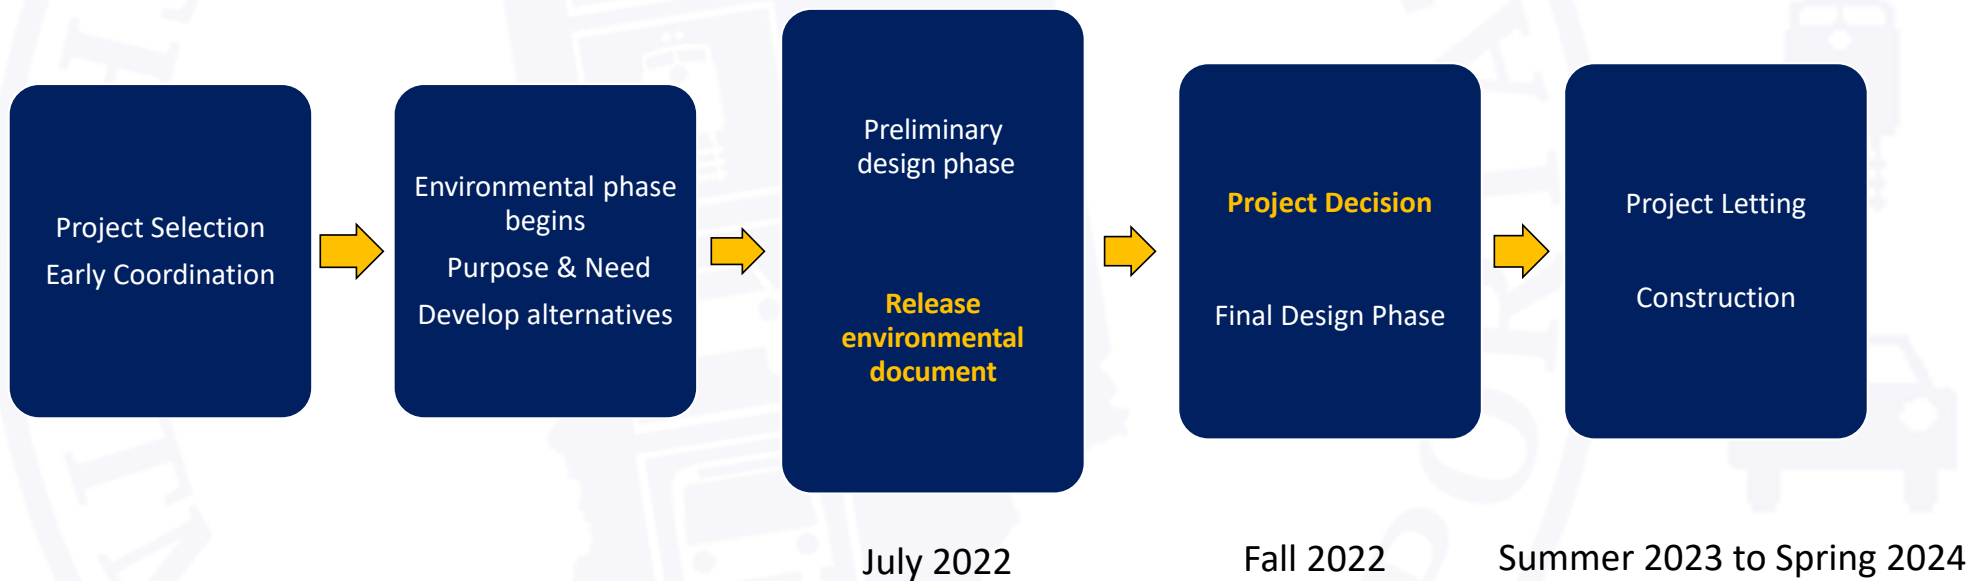 Project Selection
Early Coordination
Environmental phase
begins
Purpose & Need
Develop alternatives
Preliminary
design phase
Release
environmental
document
Project Decision
Final Design Phase
Project Letting
Construction
July 2022
Fall 2022
Summer 2023 to Spring 2024